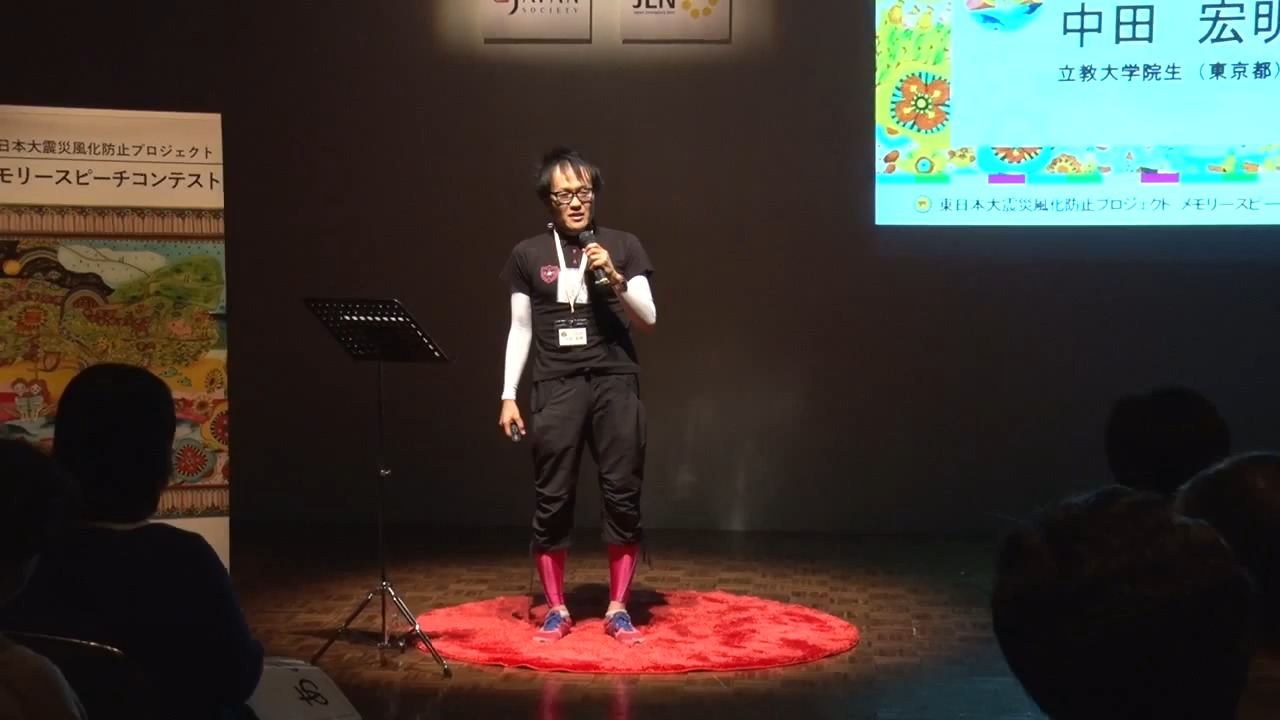 JAPAN
SOCIETY
JEN
日本大震災風化防止プロジェクト
モリースピーチコンテスト
中田 宏明
立教大学院生（東京都）
東日本大震災風化防止プロジェクト メモリースピー